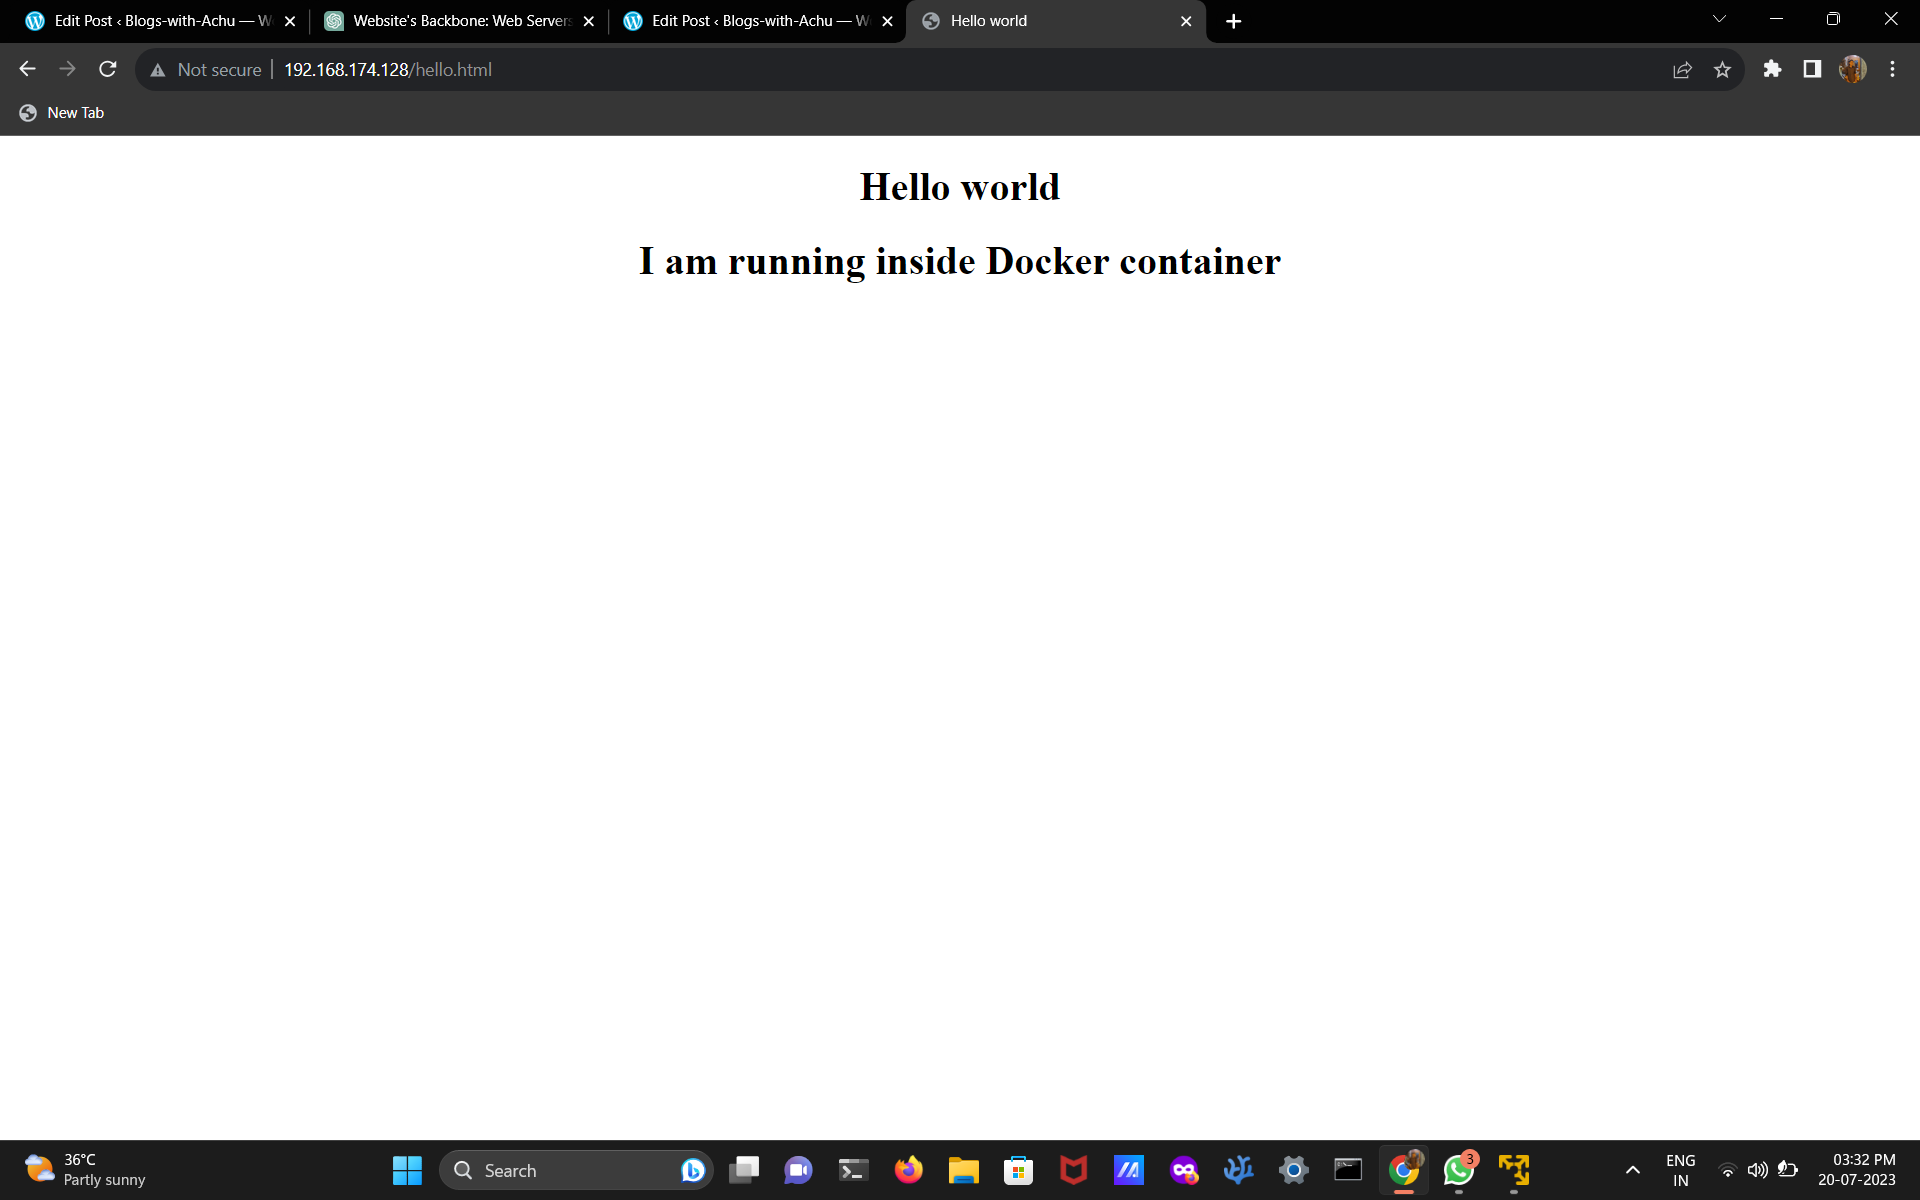 Edit Post ‹ Blogs-with-Achu — W
Website's Backbone: Web Servers
Edit Post ‹ Blogs-with-Achu — W
Hello world
Not secure
192.168.174.128/hello.html
New Tab
Hello world
I am running inside Docker container
36°C
Partly sunny
Search
3
ENG
IN
03:32 PM
20-07-2023